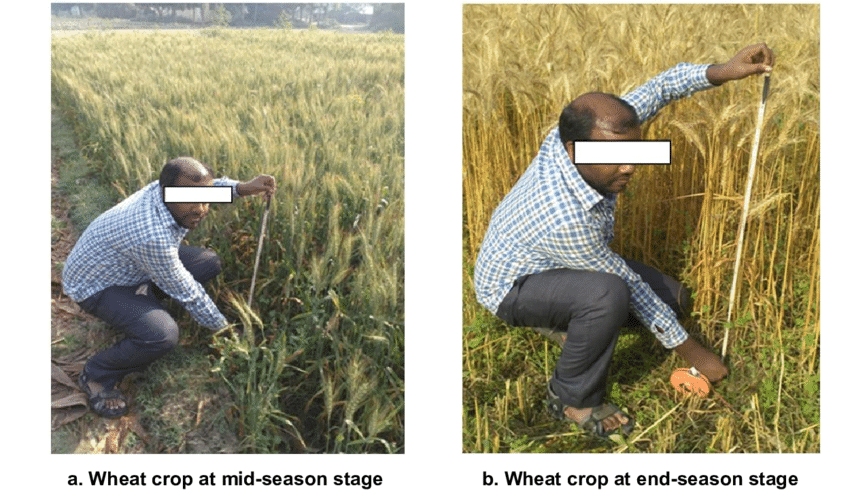 a. Wheat crop at mid-season stage
b. Wheat crop at end-season stage